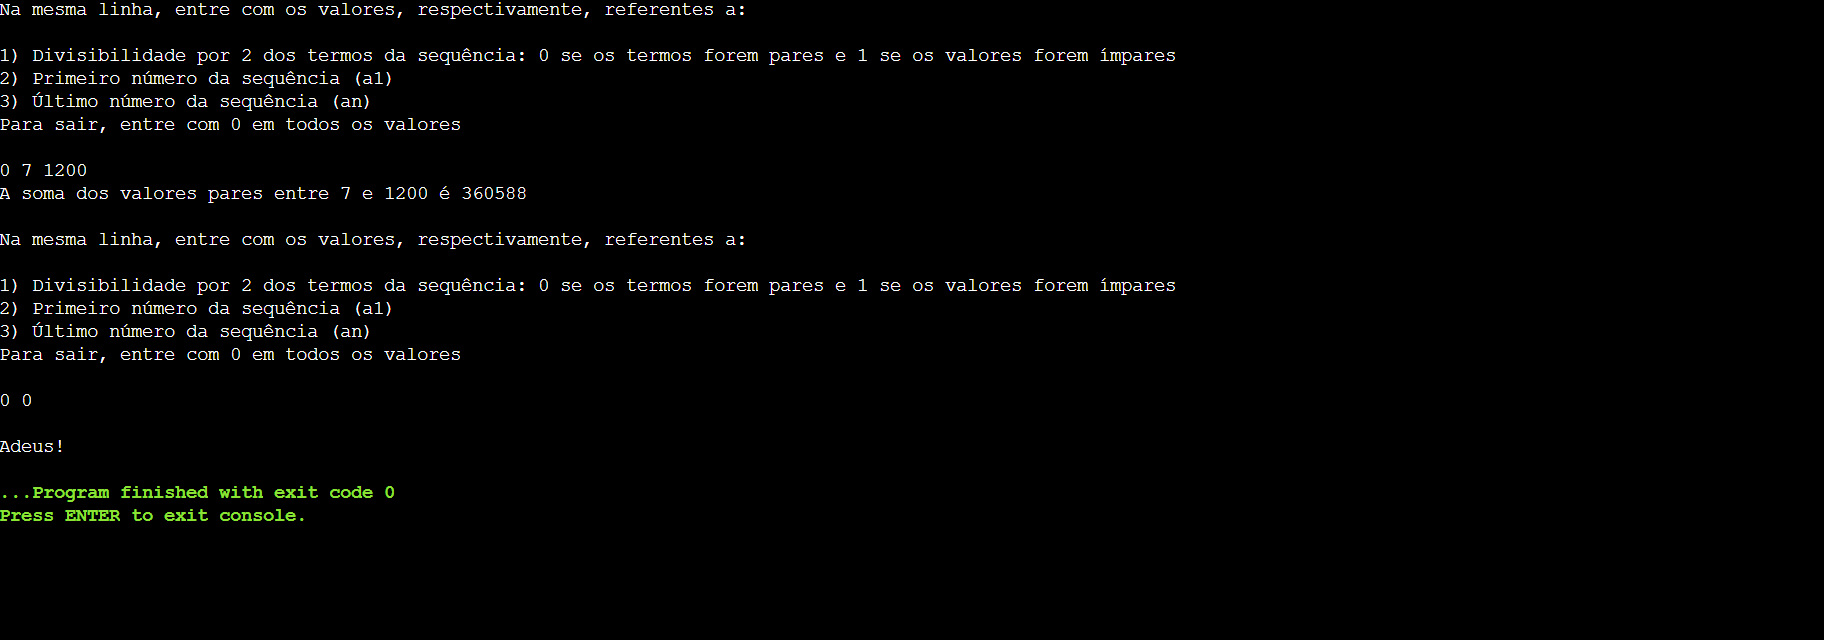 Na mesma linha, entre com os valores, respectivamente, referentes a:
1) Divisibilidade por 2 dos termos da sequência: 0 se os termos forem pares e 1 se os valores forem ímpares
2) Primeiro número da sequência (a1)
3) Último número da sequência (an)
Para sair, entre com 0 em todos os valores
0 7 1200
A soma dos valores pares entre 7 e 1200 é 360588
Na mesma linha, entre com os valores, respectivamente, referentes a:
1) Divisibilidade por 2 dos termos da sequência: 0 se os termos forem pares e 1 se os valores forem ímpares
2) Primeiro número da sequência (a1)
3) Último número da sequência (an)
Para sair, entre com 0 em todos os valores
0 0
Adeus!
...Program finished with exit code 0
Press ENTER to exit console.